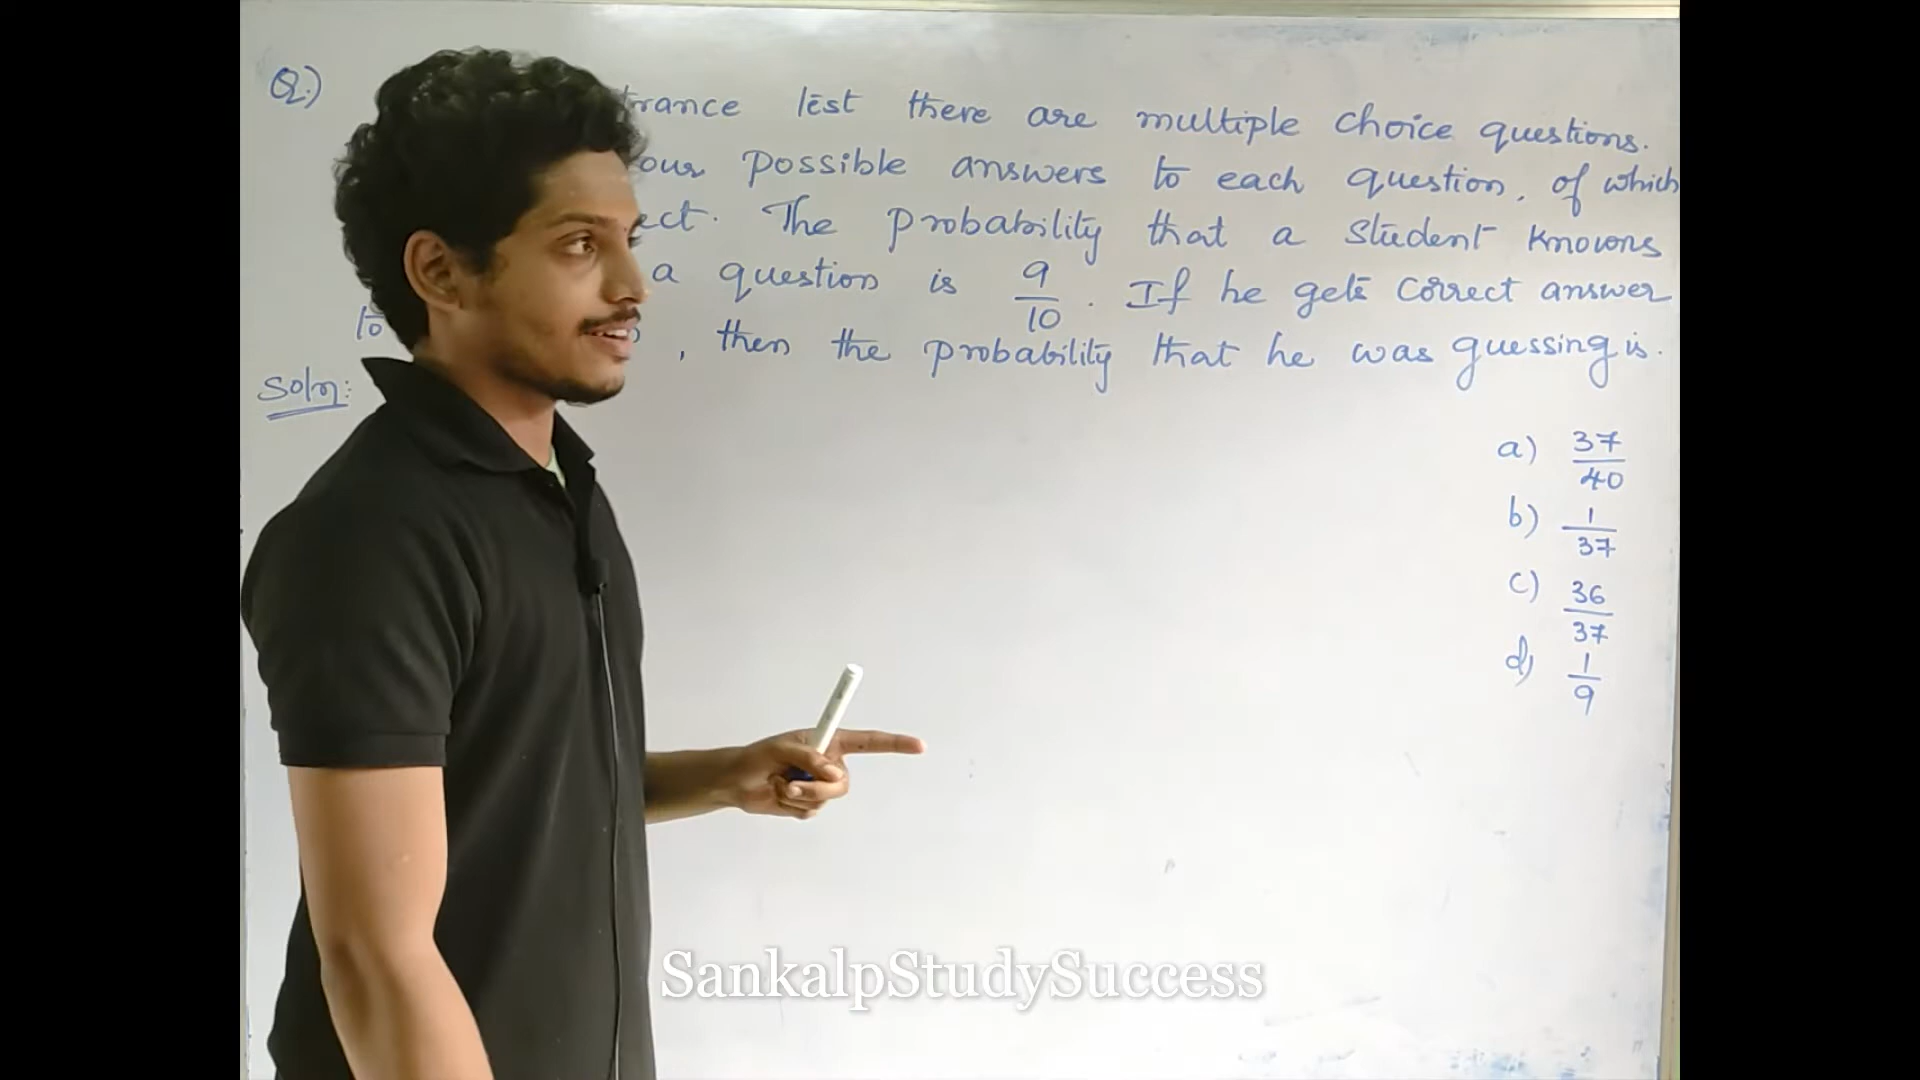 Q.) trance test there are multiple choice questions.
our possible answers to each question, of which
ect. The probability that a student knows
a question is 9/10. If he gets correct answer
to , then the probability that he was guessing is.
Soln:
a) 37/40
b) 1/37
c) 36/37
d) 1/9
SankalpStudySuccess